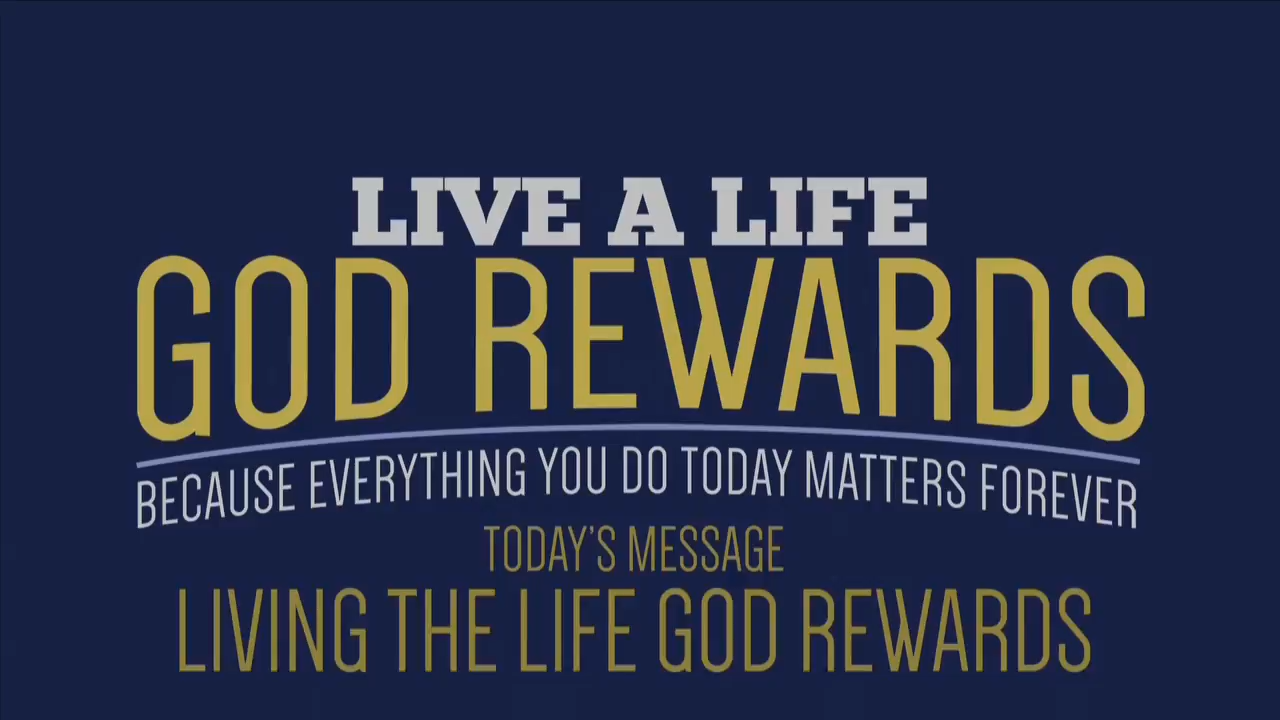 LIVE A LIFE
GOD REWARDS
BECAUSE EVERYTHING YOU DO TODAY MATTERS FOREVER
TODAY'S MESSAGE
LIVING THE LIFE GOD REWARDS